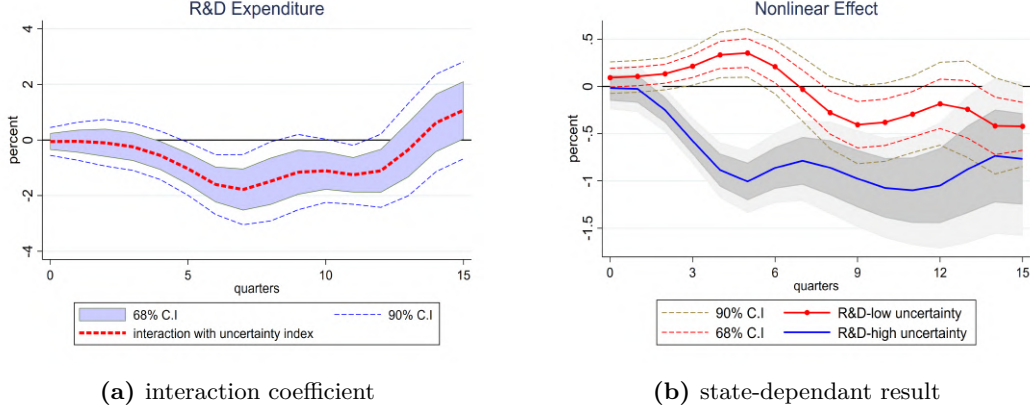 R&D Expenditure
4
2
0
-2
-4
percent
0
5
10
15
quarters
68% C.I
90% C.I
interaction with uncertainty index
(a) interaction coefficient
Nonlinear Effect
.5
0
-.5
-1
-1.5
percent
0
3
6
9
12
15
quarters
90% C.I
R&D-low uncertainty
68% C.I
R&D-high uncertainty
(b) state-dependant result